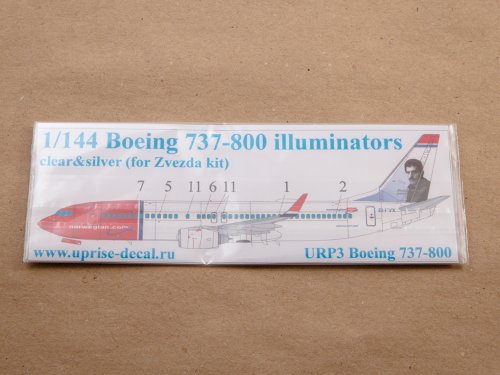 1/144 Boeing 737-800 illuminators
clear&silver (for Zvezda kit)
7 5 11 6 11 1 2
norwegian.com
www.uprise-decal.ru
URP3 Boeing 737-800